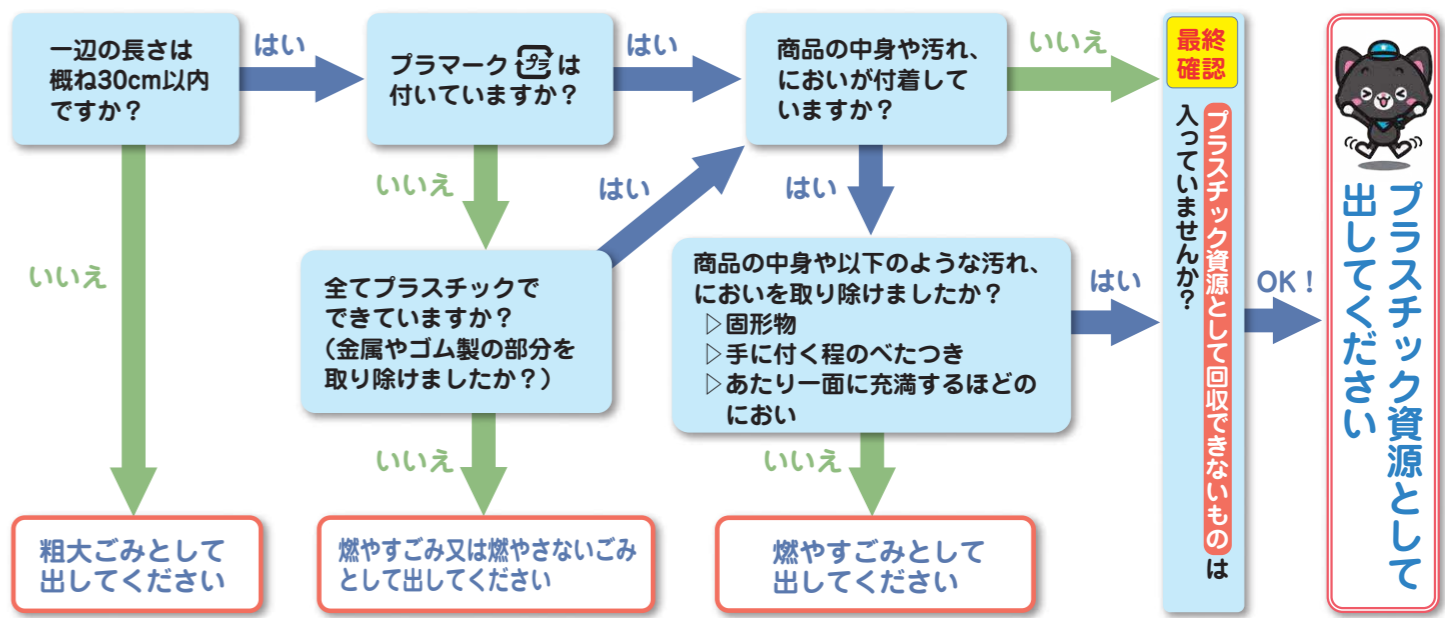 一辺の長さは
概ね30cm以内
ですか？
はい
いいえ
粗大ごみとして
出してください
プラマーク プラ は
付いていますか？
はい
いいえ
全てプラスチックで
できていますか？
（金属やゴム製の部分を
取り除けましたか？）
はい
いいえ
燃やすごみ又は燃やさないごみ
として出してください
商品の中身や汚れ、
においが付着して
いますか？
いいえ
はい
商品の中身や以下のような汚れ、
においを取り除けましたか？
▷固形物
▷手に付く程のべたつき
▷あたり一面に充満するほどの
におい
はい
いいえ
燃やすごみとして
出してください
最終
確認
プラスチック資源として回収できないものは
入っていませんか？
OK！
プラスチック資源として
出してください